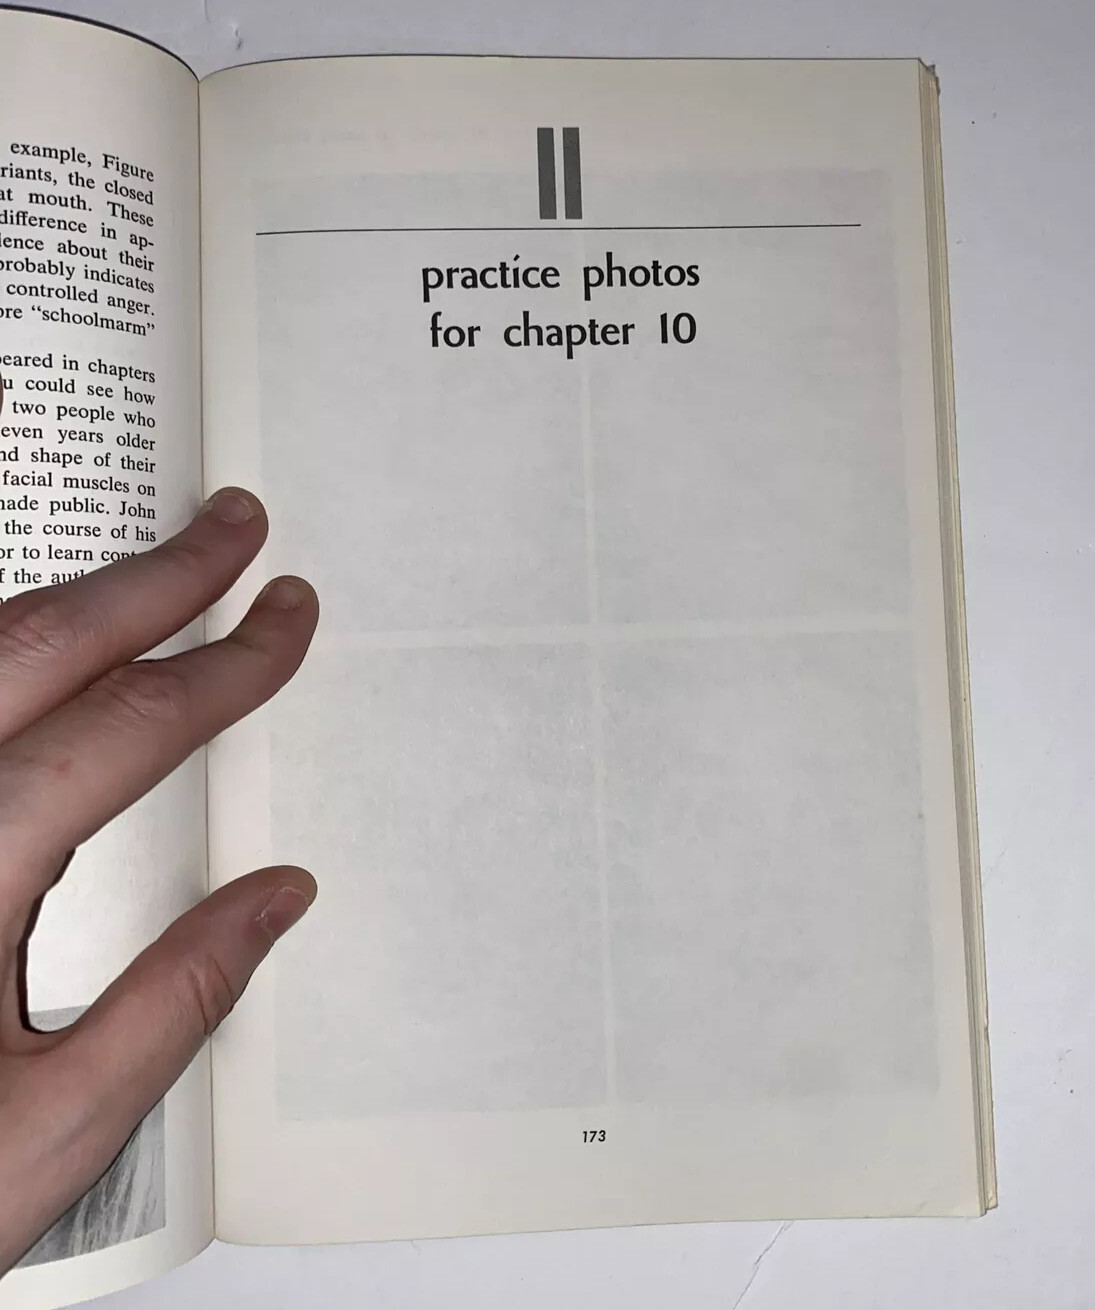 example, Figure
riants, the closed
at mouth. These
difference in ap-
ence about their
probably indicates
controlled anger.
ore “schoolmarm”
eared in chapters
u could see how
two people who
even years older
nd shape of their
facial muscles on
nade public. John
the course of his
or to learn
f the
11
practice photos
for chapter 10
173